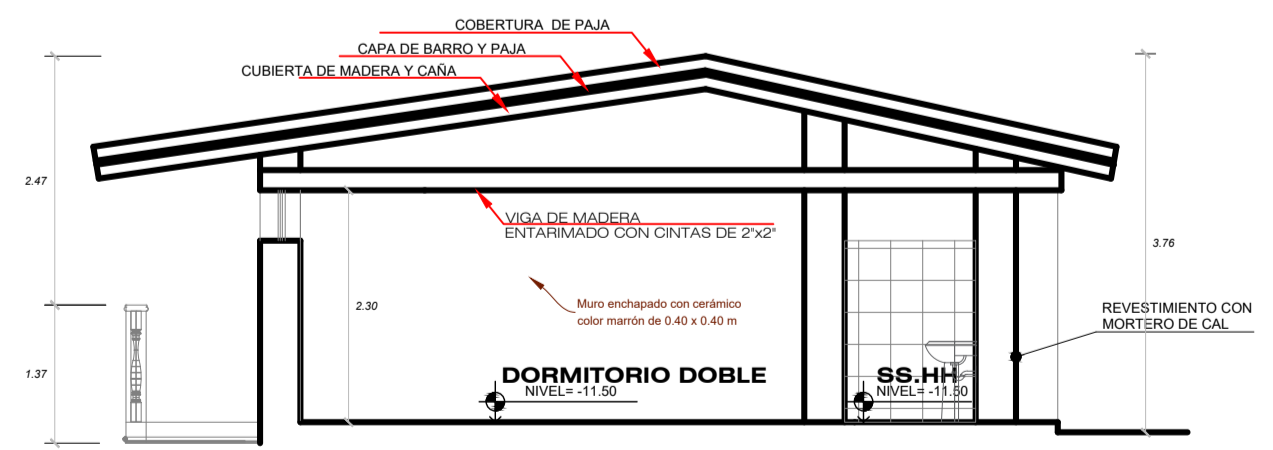 COBERTURA DE PAJA
CAPA DE BARRO Y PAJA
CUBIERTA DE MADERA Y CAÑA
2.47
3.76
VIGA DE MADERA
ENTARIMADO CON CINTAS DE 2"x2"
2.30
Muro enchapado con cerámico
color marrón de 0.40 x 0.40 m
REVESTIMIENTO CON
MORTERO DE CAL
1.37
DORMITORIO DOBLE
NIVEL= -11.50
SS.HH
NIVEL= -11.50